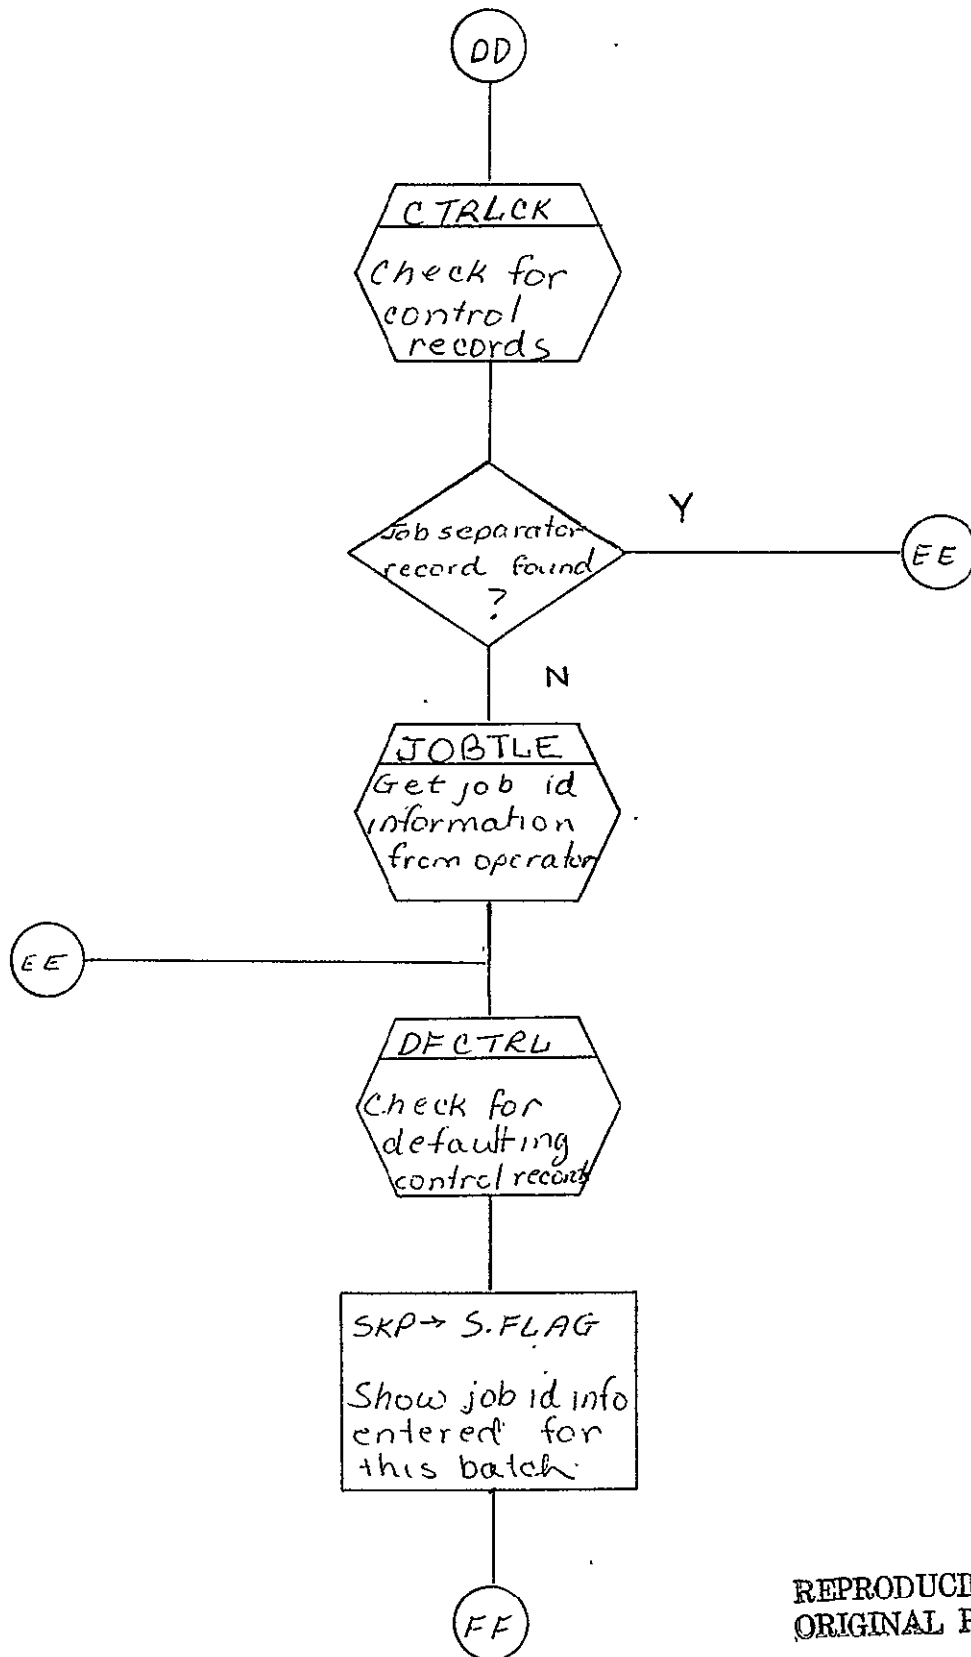 DD
CTRLCK
Check for
control
records
Job separator
record found
?
Y
EE
N
JOBTLE
Get job id
information
from operator
EE
DFCTRL
Check for
defaulting
control records
SKP→ S.FLAG
Show job id info
entered for
this batch.
FF
REPRODUCI
ORIGINAL P